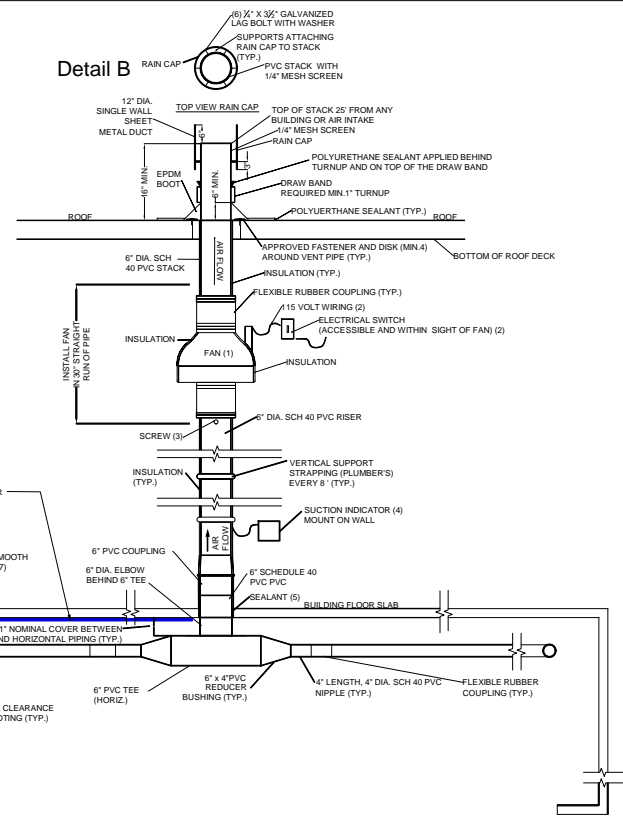 Detail B
(6) ¼" X 3½" GALVANIZED
LAG BOLT WITH WASHER
SUPPORTS ATTACHING
RAIN CAP TO STACK
(TYP.)
RAIN CAP
PVC STACK WITH
1/4" MESH SCREEN
12" DIA.
SINGLE WALL
SHEET
METAL DUCT
TOP VIEW RAIN CAP
TOP OF STACK 25' FROM ANY
BUILDING OR AIR INTAKE
1/4" MESH SCREEN
RAIN CAP
6"
3"
16" MIN.
6" MIN.
POLYURETHANE SEALANT APPLIED BEHIND
TURNUP AND ON TOP OF THE DRAW BAND
EPDM
BOOT
DRAW BAND
REQUIRED MIN.1" TURNUP
POLYUERTHANE SEALANT (TYP.)
ROOF
ROOF
6" DIA. SCH
40 PVC STACK
AIR FLOW
APPROVED FASTENER AND DISK (MIN.4)
AROUND VENT PIPE (TYP.)
BOTTOM OF ROOF DECK
INSULATION (TYP.)
FLEXIBLE RUBBER COUPLING (TYP.)
115 VOLT WIRING (2)
ELECTRICAL SWITCH
(ACCESSIBLE AND WITHIN SIGHT OF FAN) (2)
INSTALL FAN
IN 30" STRAIGHT
RUN OF PIPE
INSULATION
FAN (1)
INSULATION
6" DIA. SCH 40 PVC RISER
SCREW (3)
INSULATION
(TYP.)
VERTICAL SUPPORT
STRAPPING (PLUMBER'S)
EVERY 8 ' (TYP.)
R
SUCTION INDICATOR (4)
MOUNT ON WALL
AIR
FLOW
MOOTH
7)
6" PVC COUPLING
6" DIA. ELBOW
BEHIND 6" TEE
6" SCHEDULE 40
PVC PVC
SEALANT (5)
BUILDING FLOOR SLAB
1" NOMINAL COVER BETWEEN
ND HORIZONTAL PIPING (TYP.)
6" PVC TEE
(HORIZ.)
6" x 4"PVC
REDUCER
BUSHING (TYP.)
4" LENGTH, 4" DIA. SCH 40 PVC
NIPPLE (TYP.)
FLEXIBLE RUBBER
COUPLING (TYP.)
CLEARANCE
OTING (TYP.)